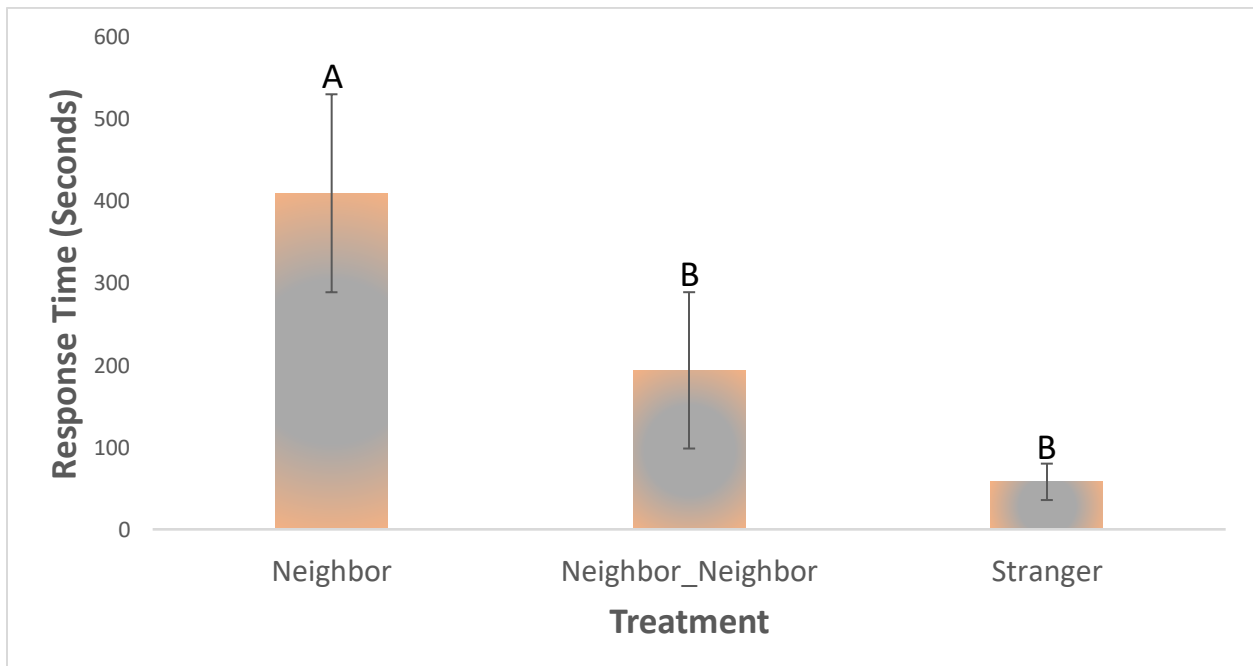 600
500
400
300
200
100
0
Response Time (Seconds)
A
B
B
Neighbor
Neighbor_Neighbor
Stranger
Treatment